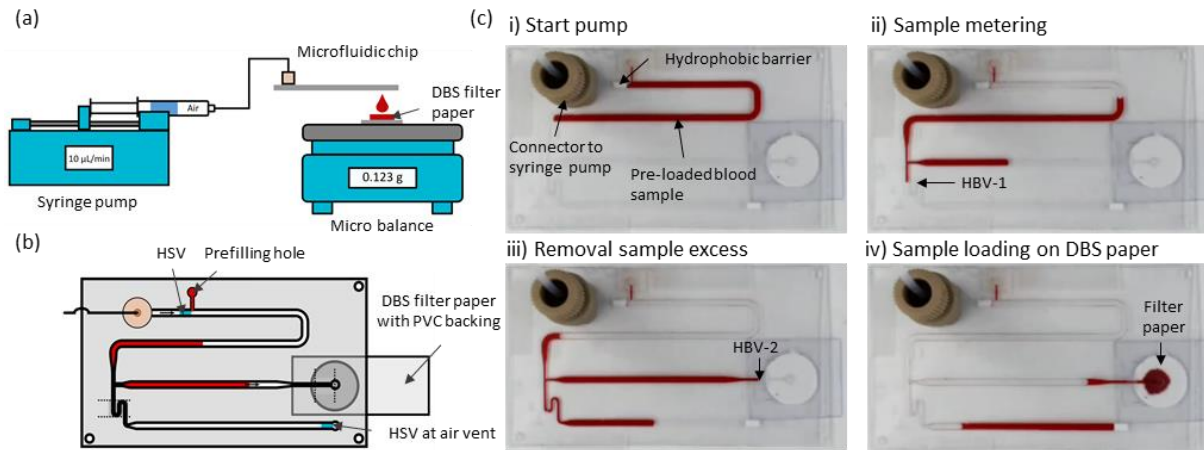 (a)
Microfluidic chip
Air
DBS filter
paper
10 µL/min
0.123 g
Syringe pump
Micro balance
(b)
HSV
Prefilling hole
DBS filter paper
with PVC backing
HSV at air vent
(c)
i) Start pump
Hydrophobic barrier
Connector to
syringe pump
Pre-loaded blood
sample
ii) Sample metering
HBV-1
iii) Removal sample excess
HBV-2
iv) Sample loading on DBS paper
Filter
paper